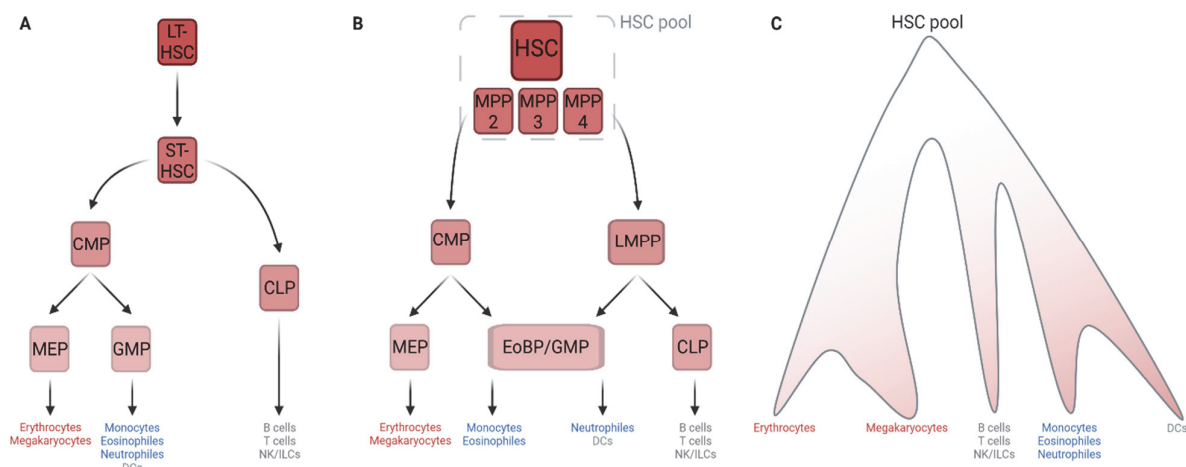 A
LT-
HSC
ST-
HSC
CMP
CLP
MEP
GMP
Erythrocytes
Megakaryocytes
Monocytes
Eosinophiles
Neutrophiles
DCs
B cells
T cells
NK/ILCs
B
HSC pool
HSC
MPP
2
MPP
3
MPP
4
CMP
LMPP
MEP
EoBP/GMP
CLP
Erythrocytes
Megakaryocytes
Monocytes
Eosinophiles
Neutrophiles
DCs
B cells
T cells
NK/ILCs
C
HSC pool
Erythrocytes
Megakaryocytes
B cells
T cells
NK/ILCs
Monocytes
Eosinophiles
Neutrophiles
DCs